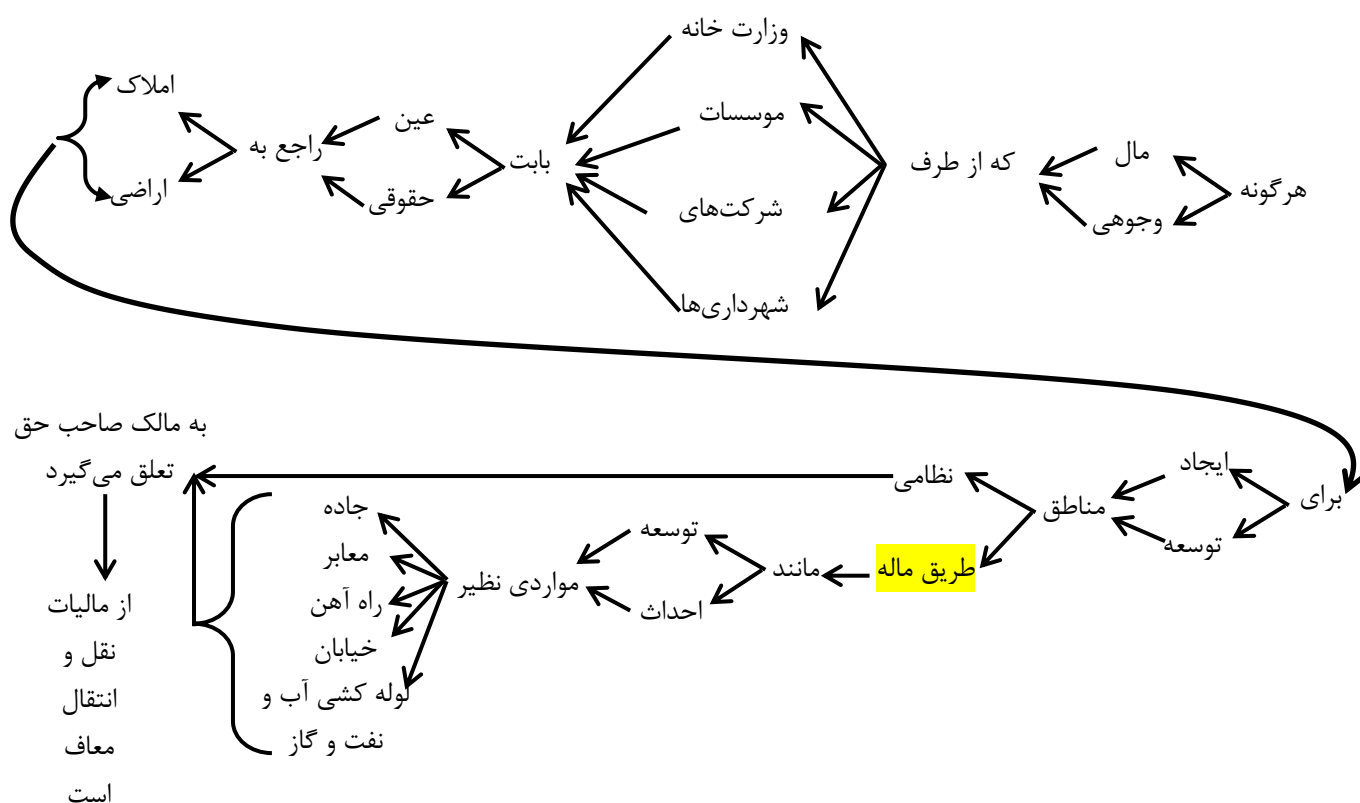 هرگونه
مال
وجوهی
که از طرف
وزارت خانه
موسسات
شرکت‌های
شهرداری‌ها
بابت
عین
حقوقی
راجع به
املاک
اراضی
برای
ایجاد
توسعه
مناطق
نظامی
طریق ماله
مانند
توسعه
احداث
مواردی نظیر
جاده
معابر
راه آهن
خیابان
لوله کشی آب و
نفت و گاز
به مالک صاحب حق
تعلق می‌گیرد
از مالیات
نقل و
انتقال
معاف
است